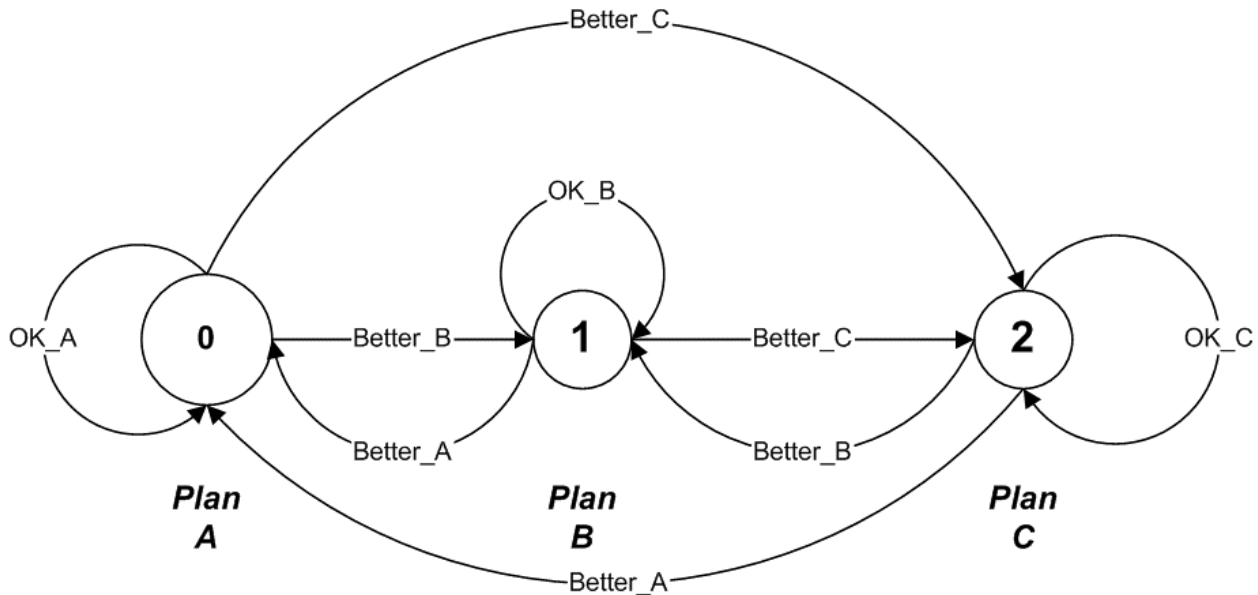 Better_C
OK_B
OK_A
0
Better_B
1
Better_C
2
OK_C
Better_A
Better_B
Plan
A
Plan
B
Plan
C
Better_A